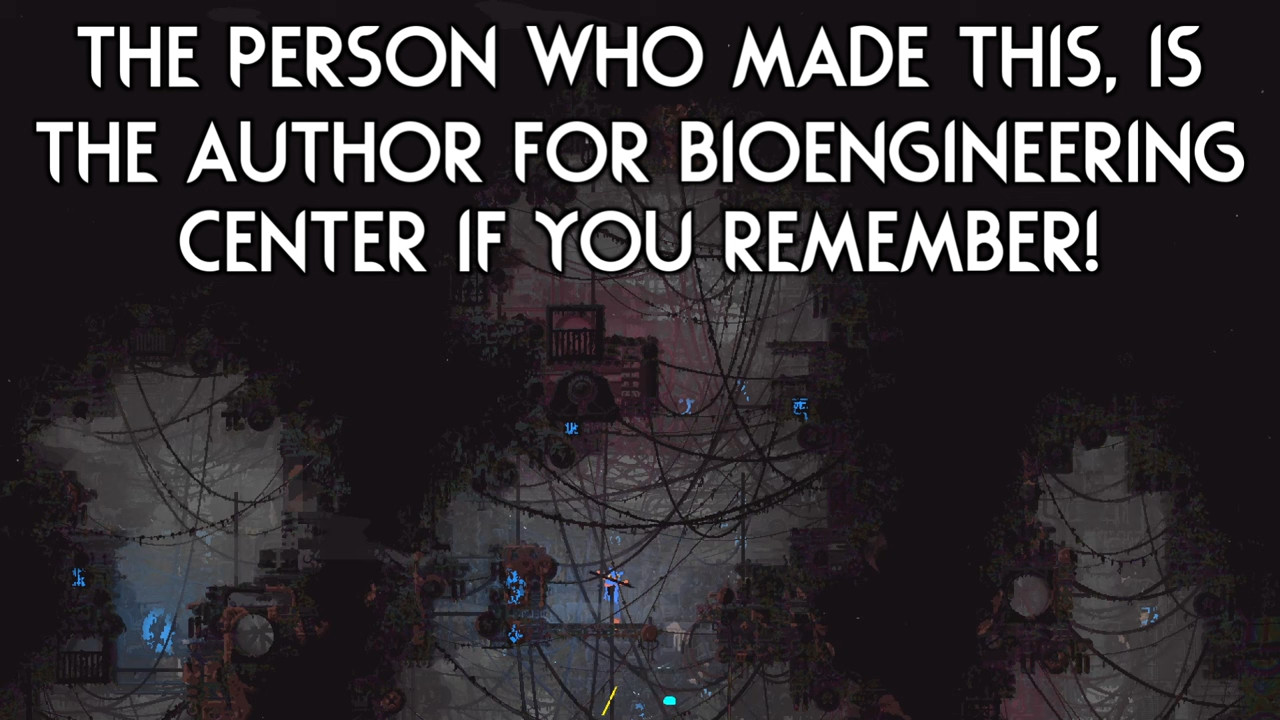 THE PERSON WHO MADE THIS, IS
THE AUTHOR FOR BIOENGINEERING
CENTER IF YOU REMEMBER!